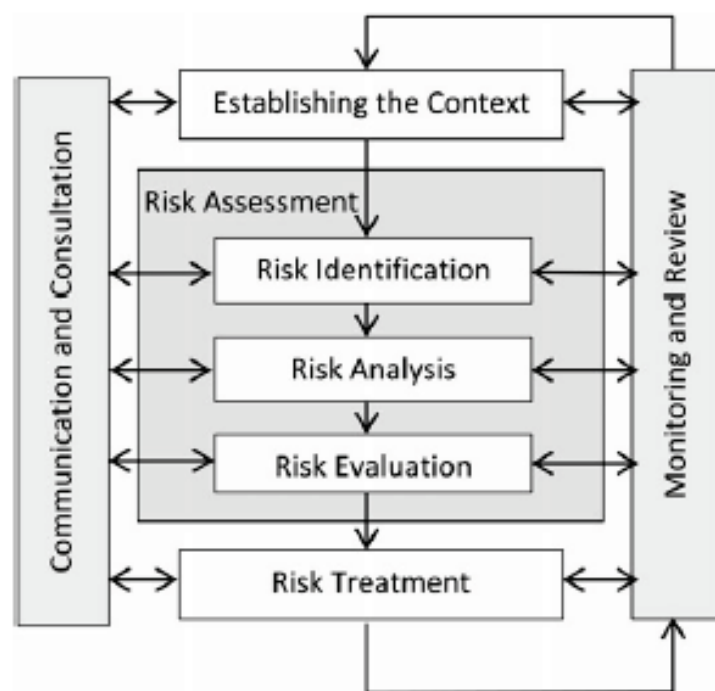 Establishing the Context
Risk Assessment
Risk Identification
Risk Analysis
Risk Evaluation
Risk Treatment
Communication and Consultation
Monitoring and Review